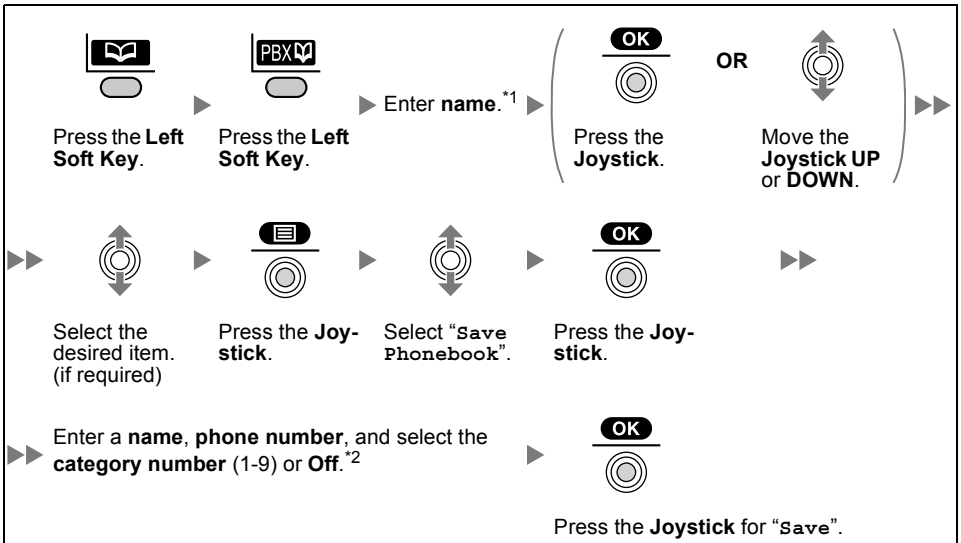 PBX
OK
OR
OK
Press the Left
Soft Key.
Press the Left
Soft Key.
Enter name.*1
Press the
Joystick.
Move the
Joystick UP
or DOWN.
Select the
desired item.
(if required)
Press the Joy-
stick.
Select “Save
Phonebook”.
Press the Joy-
stick.
Enter a name, phone number, and select the
category number (1-9) or Off.*2
OK
Press the Joystick for “Save”.